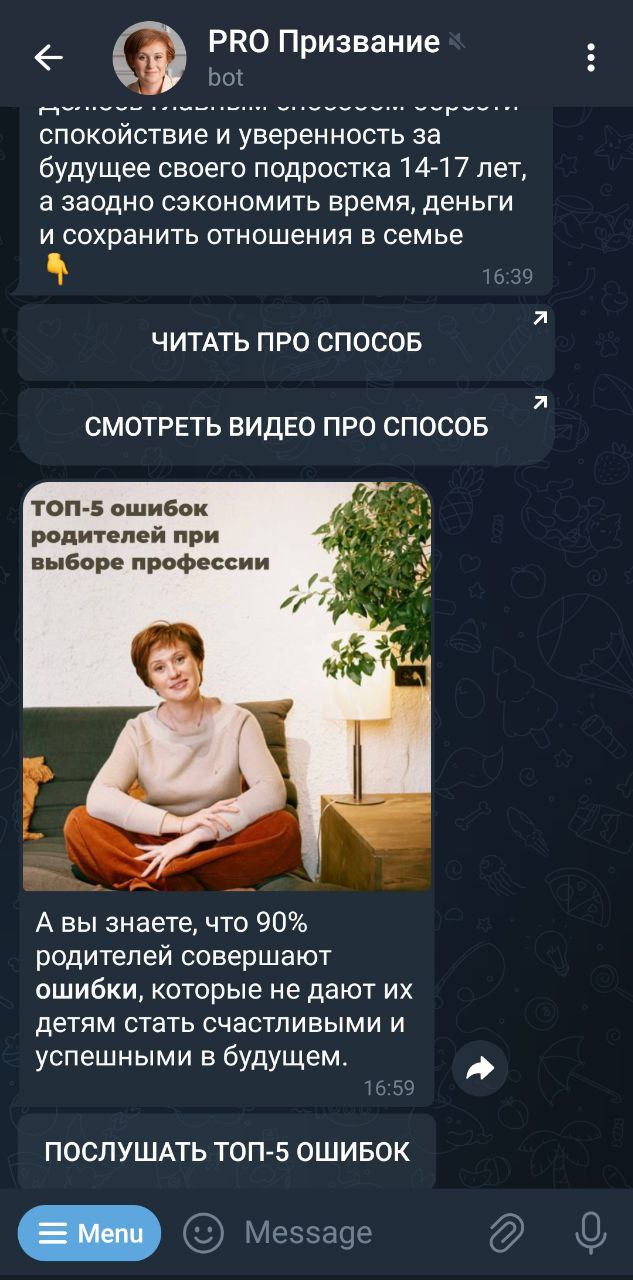 PRO Призвание
bot
спокойствие и уверенность за
будущее своего подростка 14-17 лет,
а заодно сэкономить время, деньги
и сохранить отношения в семье
👇
16:39
ЧИТАТЬ ПРО СПОСОБ
СМОТРЕТЬ ВИДЕО ПРО СПОСОБ
ТОП-5 ошибок
родителей при
выборе профессии
А вы знаете, что 90%
родителей совершают
ошибки, которые не дают их
детям стать счастливыми и
успешными в будущем.
16:59
ПОСЛУШАТЬ ТОП-5 ОШИБОК
Menu
Message